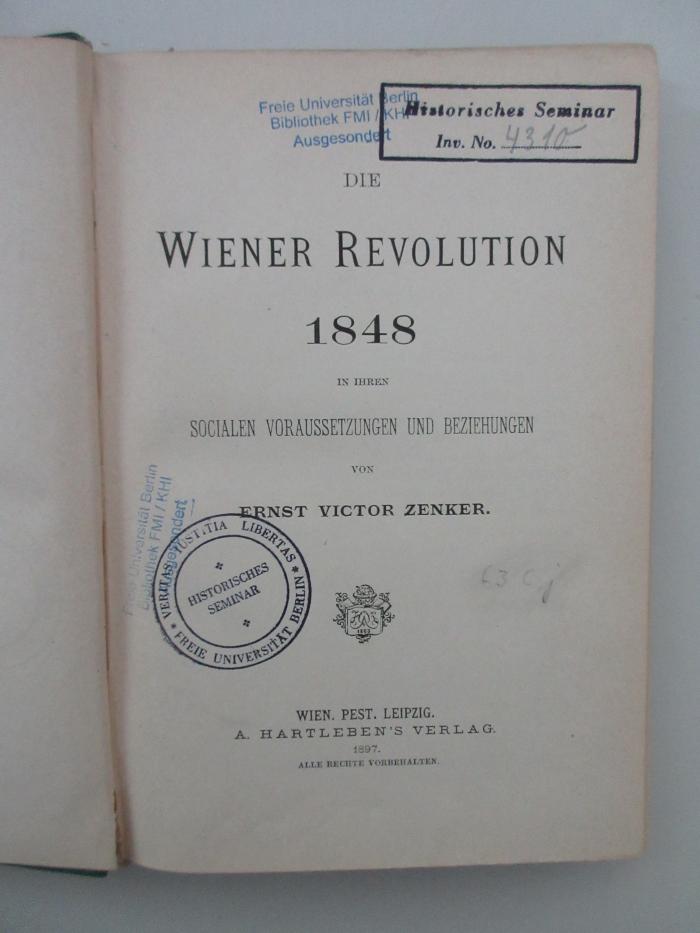 Freie Universität Berlin
Bibliothek FMI / KHI
Ausgesondert
Historisches Seminar
Inv. No. 4310
DIE
WIENER REVOLUTION
1848
IN IHREN
SOCIALEN VORAUSSETZUNGEN UND BEZIEHUNGEN
VON
ERNST VICTOR ZENKER.
Freie Universität Berlin
Bibliothek FMI / KHI
Ausgesondert
VERITAS JUSTITIA LIBERTAS
HISTORISCHES
SEMINAR
FREIE UNIVERSITÄT BERLIN
WIEN. PEST. LEIPZIG.
A. HARTLEBEN'S VERLAG.
1897.
ALLE RECHTE VORBEHALTEN.